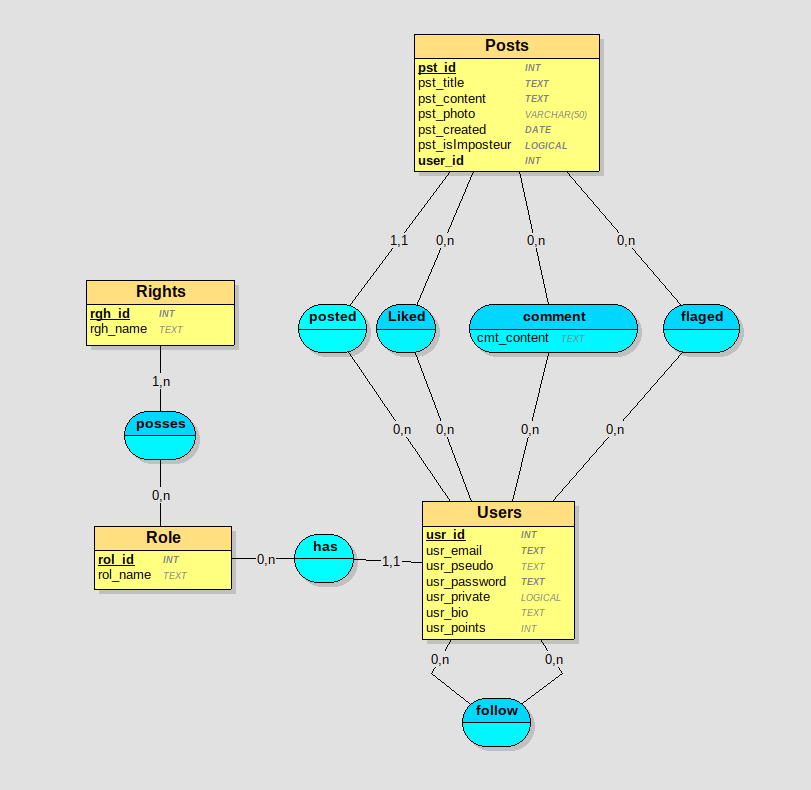 Posts
pst_id INT
pst_title TEXT
pst_content TEXT
pst_photo VARCHAR(50)
pst_created DATE
pst_isImposteur LOGICAL
user_id INT
1,1 0,n 0,n 0,n
Rights
rgh_id INT
rgh_name TEXT
posted Liked comment flaged
cmt_content TEXT
1,n
posses
0,n 0,n 0,n 0,n
0,n
Role
rol_id INT
rol_name TEXT
0,n has 1,1
Users
usr_id INT
usr_email TEXT
usr_pseudo TEXT
usr_password TEXT
usr_private LOGICAL
usr_bio TEXT
usr_points INT
0,n 0,n
follow